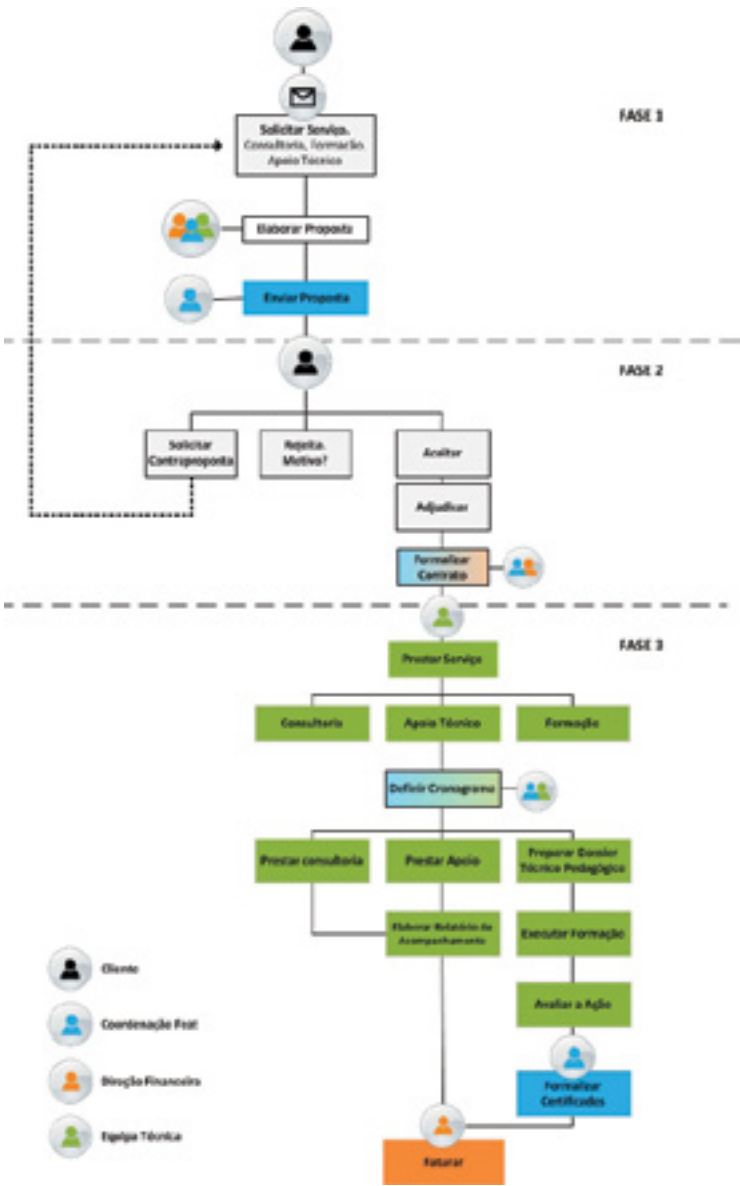 FASE 1
Solicitar Serviço.
Consultoria, Formação.
Apoio Técnico
Elaborar Proposta
Enviar Proposta
FASE 2
Solicitar
Contraproposta
Rejeita.
Motivo?
Aceitar
Adjudicar
Formalizar
Contrato
FASE 3
Prestar Serviço
Consultoria
Apoio Técnico
Formação
Definir Cronograma
Prestar consultoria
Prestar Apoio
Preparar Dossier
Técnico Pedagógico
Elaborar Relatório de
Acompanhamento
Executar Formação
Avaliar a Ação
Formalizar
Certificados
Faturar
Cliente
Coordenação
Direção Financeira
Equipa Técnica